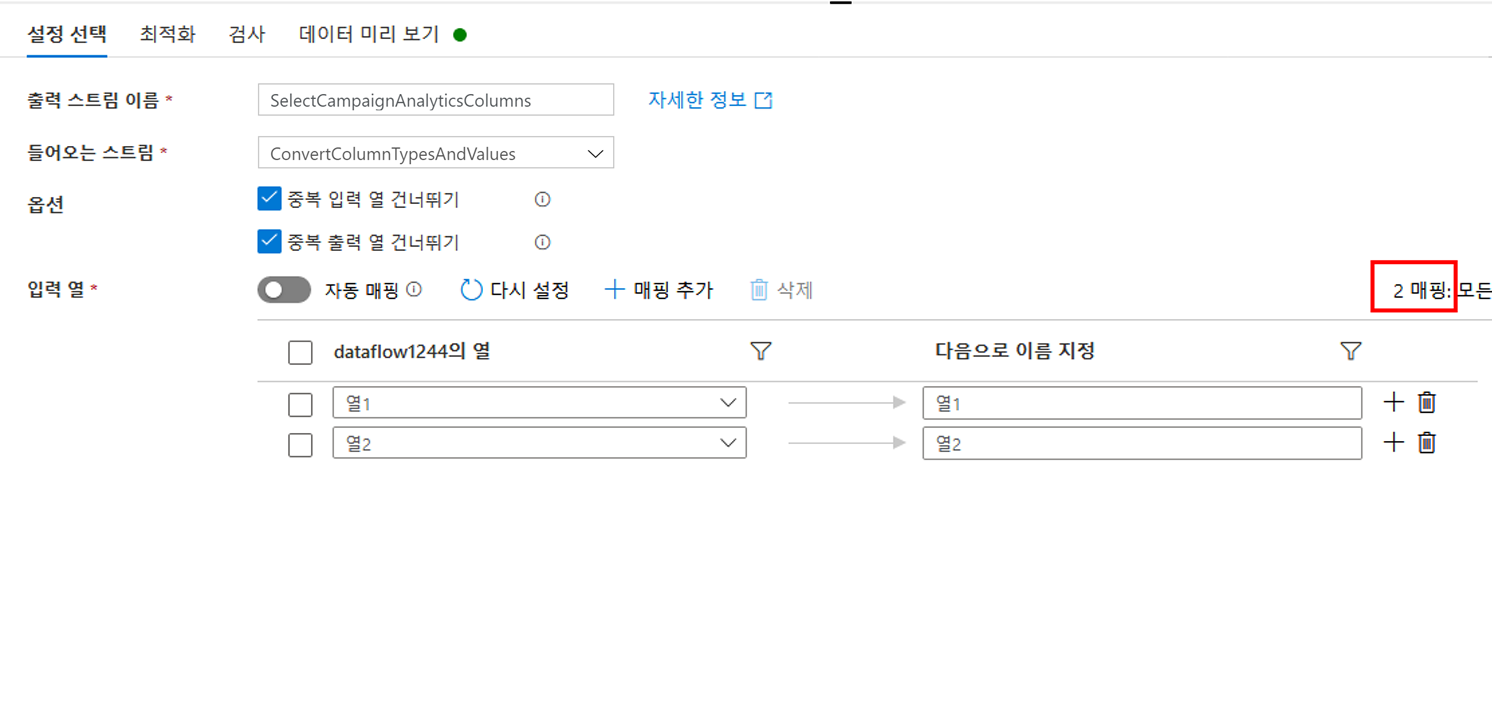 설정 선택 최적화 검사 데이터 미리 보기
출력 스트림 이름 * SelectCampaignAnalyticsColumns 자세한 정보
들어오는 스트림 * ConvertColumnTypesAndValues
옵션 중복 입력 열 건너뛰기
중복 출력 열 건너뛰기
입력 열 * 자동 매핑 다시 설정 매핑 추가 삭제 2 매핑: 모든
dataflow1244의 열 다음으로 이름 지정
열1 열1
열2 열2